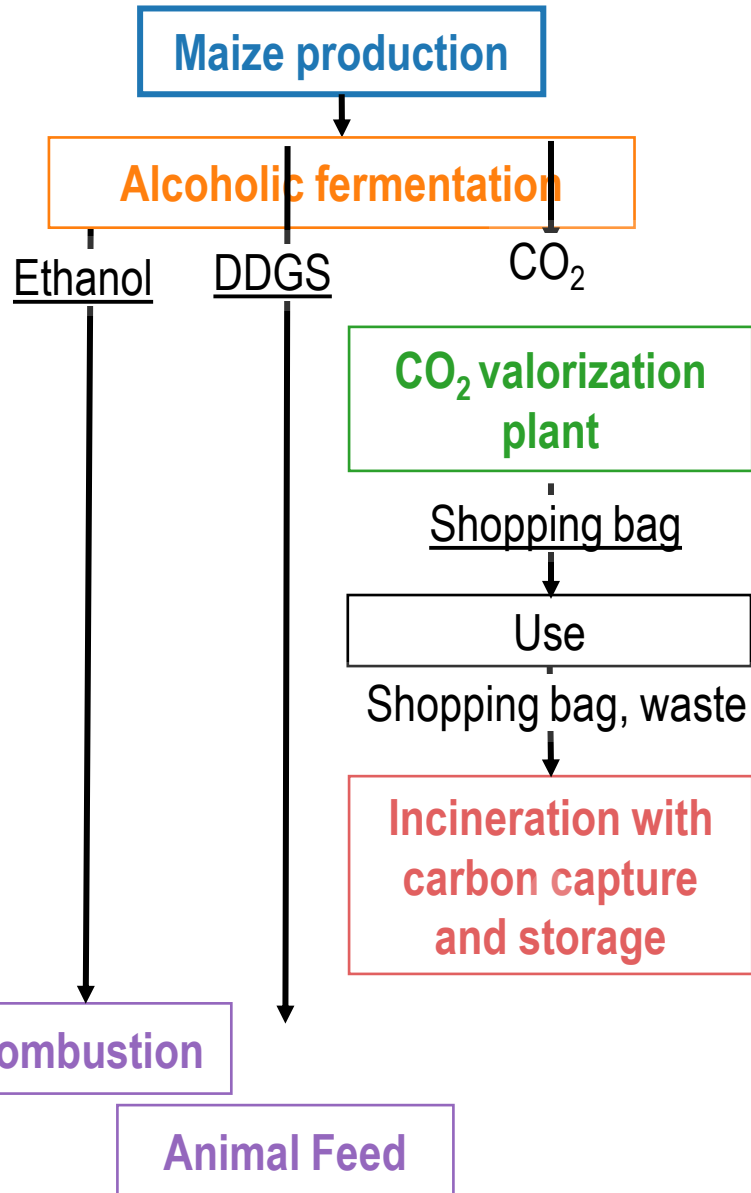 Maize production
Alcoholic fermentation
Ethanol
DDGS
CO₂
CO₂ valorization
plant
Shopping bag
Use
Shopping bag, waste
Incineration with
carbon capture
and storage
ombustion
Animal Feed